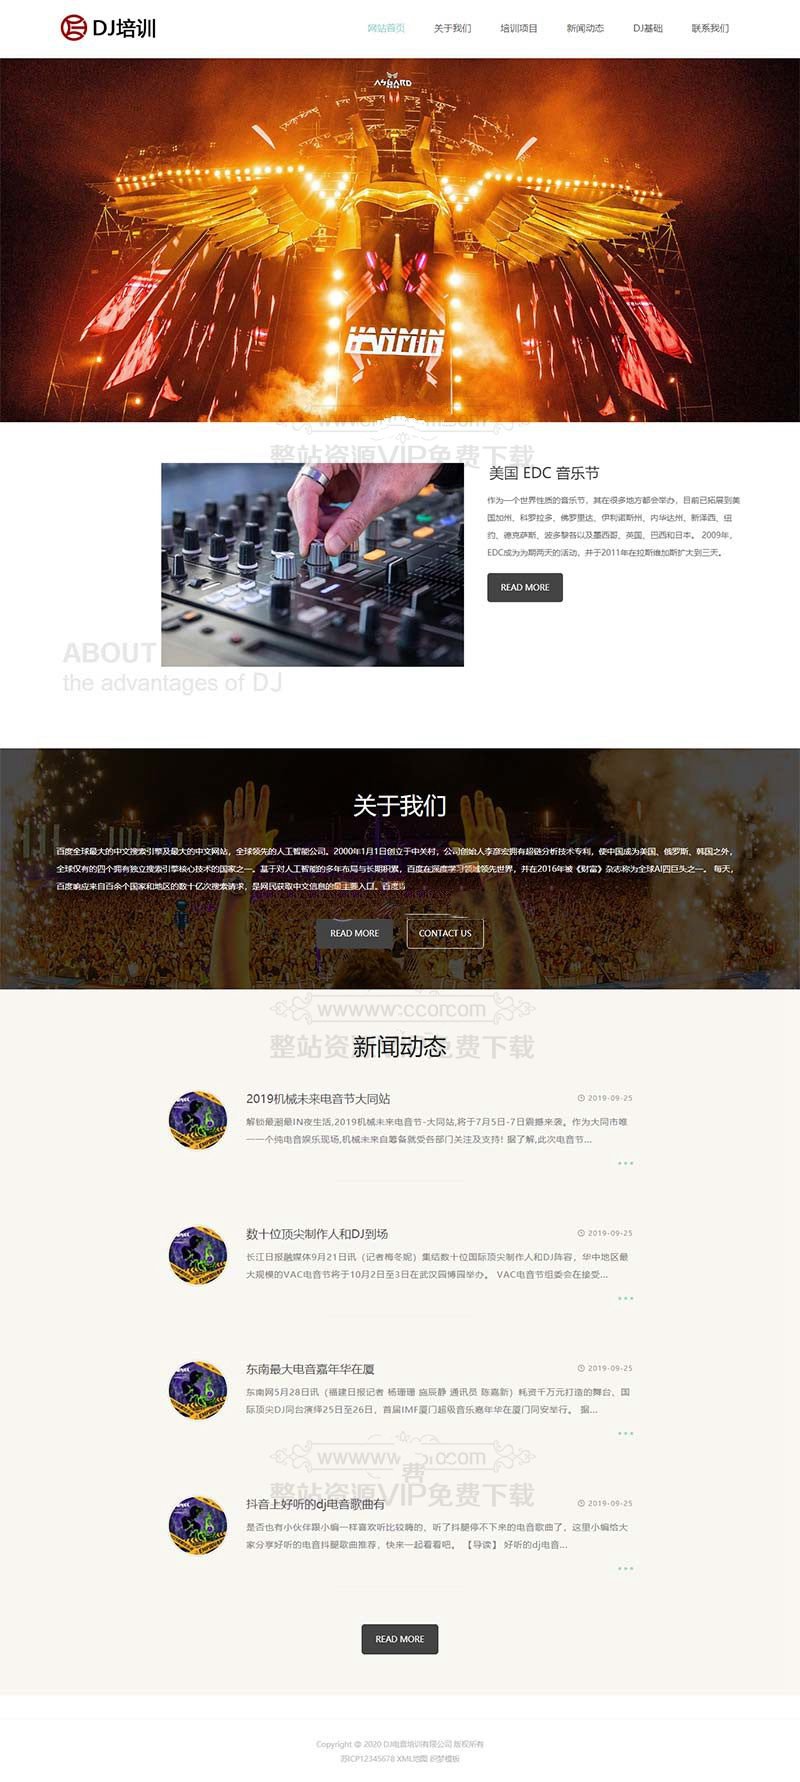 DJ培训
网站首页 关于我们 培训项目 新闻动态 DJ基础 联系我们
ASGARD
HANMIN
整站资源VIP免费下载
美国 EDC 音乐节
作为一个世界性质的音乐节，其在很多地方都会举办，目前已拓展到美
国加州、科罗拉多、佛罗里达、伊利诺斯州、内华达州、新泽西、纽
约、德克萨斯、波多黎各以及墨西哥、英国、巴西和日本。 2009年，
EDC成为为期两天的活动，并于2011年在拉斯维加斯扩大到三天。
READ MORE
ABOUT
the advantages of DJ
关于我们
百度全球最大的中文搜索引擎及最大的中文网站，全球领先的人工智能公司。2000年1月1日创立于中关村，公司创始人李彦宏拥有超链分析技术专利，使中国成为美国、俄罗斯、韩国之外，
全球仅有的四个拥有独立搜索引擎核心技术的国家之一。基于对人工智能的多年布局与长期积累，百度在深度学习领域领先世界，并在2016年被《财富》杂志称为全球AI四巨头之一。 每天，
百度响应来自百余个国家和地区的数十亿次搜索请求，是网民获取中文信息的最主要入口。百度以
READ MORE CONTACT US
新闻动态
2019机械未来电音节大同站 2019-09-25
解锁最潮最IN夜生活,2019机械未来电音节-大同站,将于7月5日-7日震撼来袭。作为大同市唯
一一个纯电音娱乐现场,机械未来自筹备就受各部门关注及支持! 据了解,此次电音节...
数十位顶尖制作人和DJ到场 2019-09-25
长江日报融媒体9月21日讯（记者梅冬妮）集结数十位国际顶尖制作人和DJ阵容，华中地区最
大规模的VAC电音节将于10月2日至3日在武汉园博园举办。 VAC电音节组委会在接受...
东南最大电音嘉年华在厦 2019-09-25
东南网5月28日讯（福建日报记者 杨珊珊 施辰静 通讯员 陈嘉新）耗资千万元打造的舞台、国
际顶尖DJ同台演绎25日至26日，首届IMF厦门超级音乐嘉年华在厦门同安举行。 据...
整站资源VIP免费下载
抖音上好听的dj电音歌曲有 2019-09-25
是否也有小伙伴跟小编一样喜欢听比较嗨的、听了抖腿停不下来的电音歌曲了，这里小编给大
家分享好听的电音抖腿歌曲推荐，快来一起看看吧。 【导读】 好听的dj电音...
READ MORE
Copyright @ 2020 DJ电音培训有限公司 版权所有
苏ICP12345678 XML地图 织梦模板